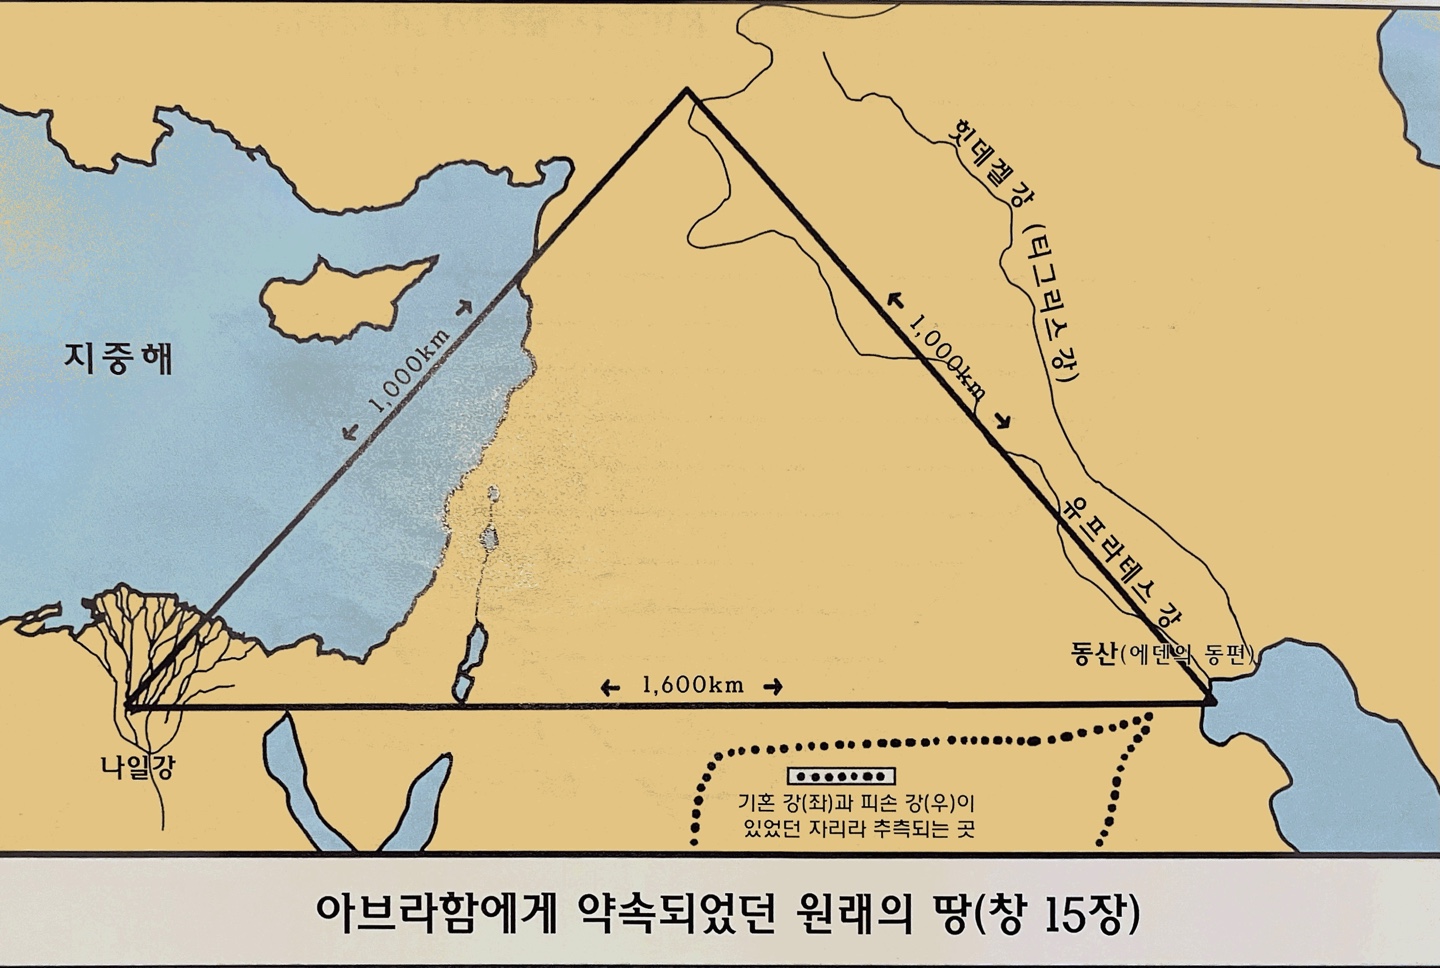 힛데겔 강 (티그리스 강)
지중해
1,000km
1,000km
유프라테스 강
동산(에덴의 동편)
1,600km
나일강
기혼 강(좌)과 피손 강(우)이
있었던 자리라 추측되는 곳
아브라함에게 약속되었던 원래의 땅(창 15장)